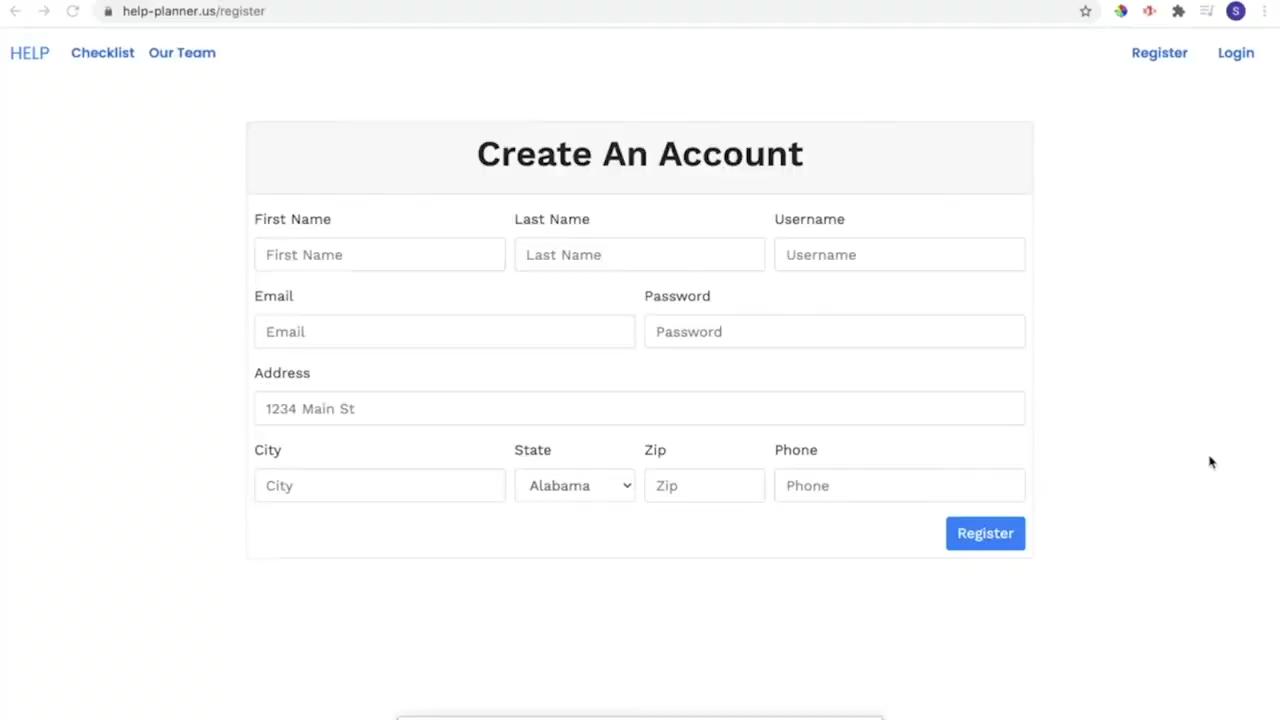 help-planner.us/register
S
HELP Checklist Our Team Register Login
Create An Account
First Name Last Name Username
First Name Last Name Username
Email Password
Email Password
Address
1234 Main St
City State Zip Phone
City Alabama Zip Phone
Register